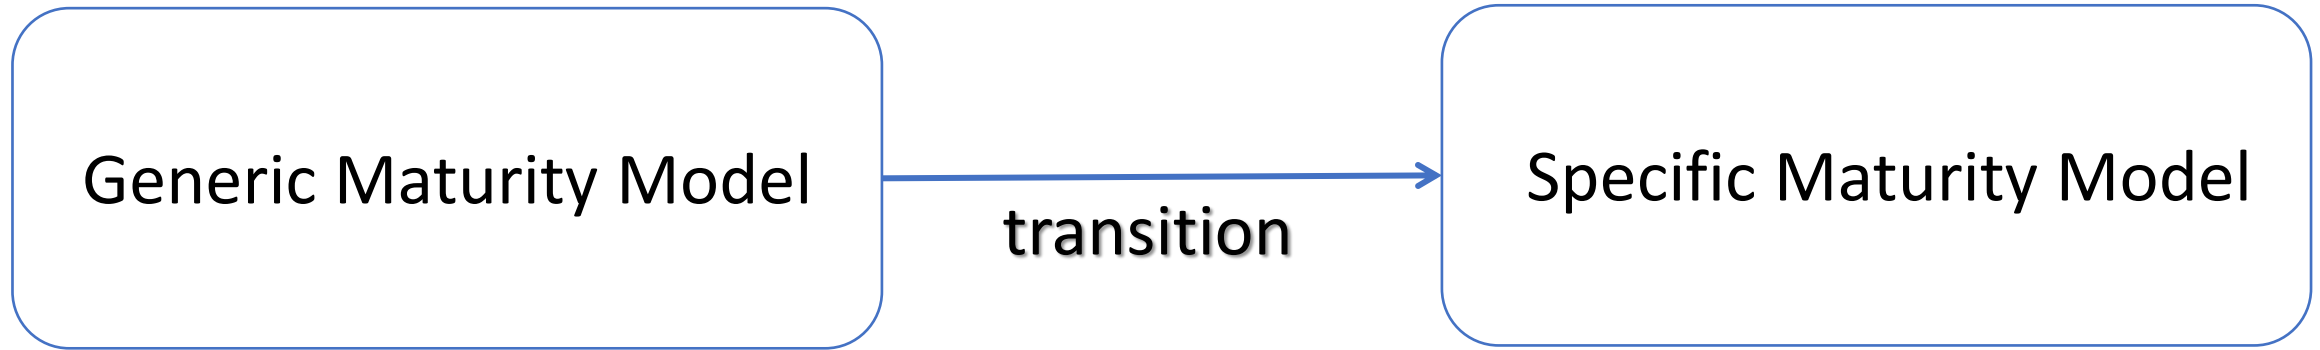 Generic Maturity Model
transition
Specific Maturity Model